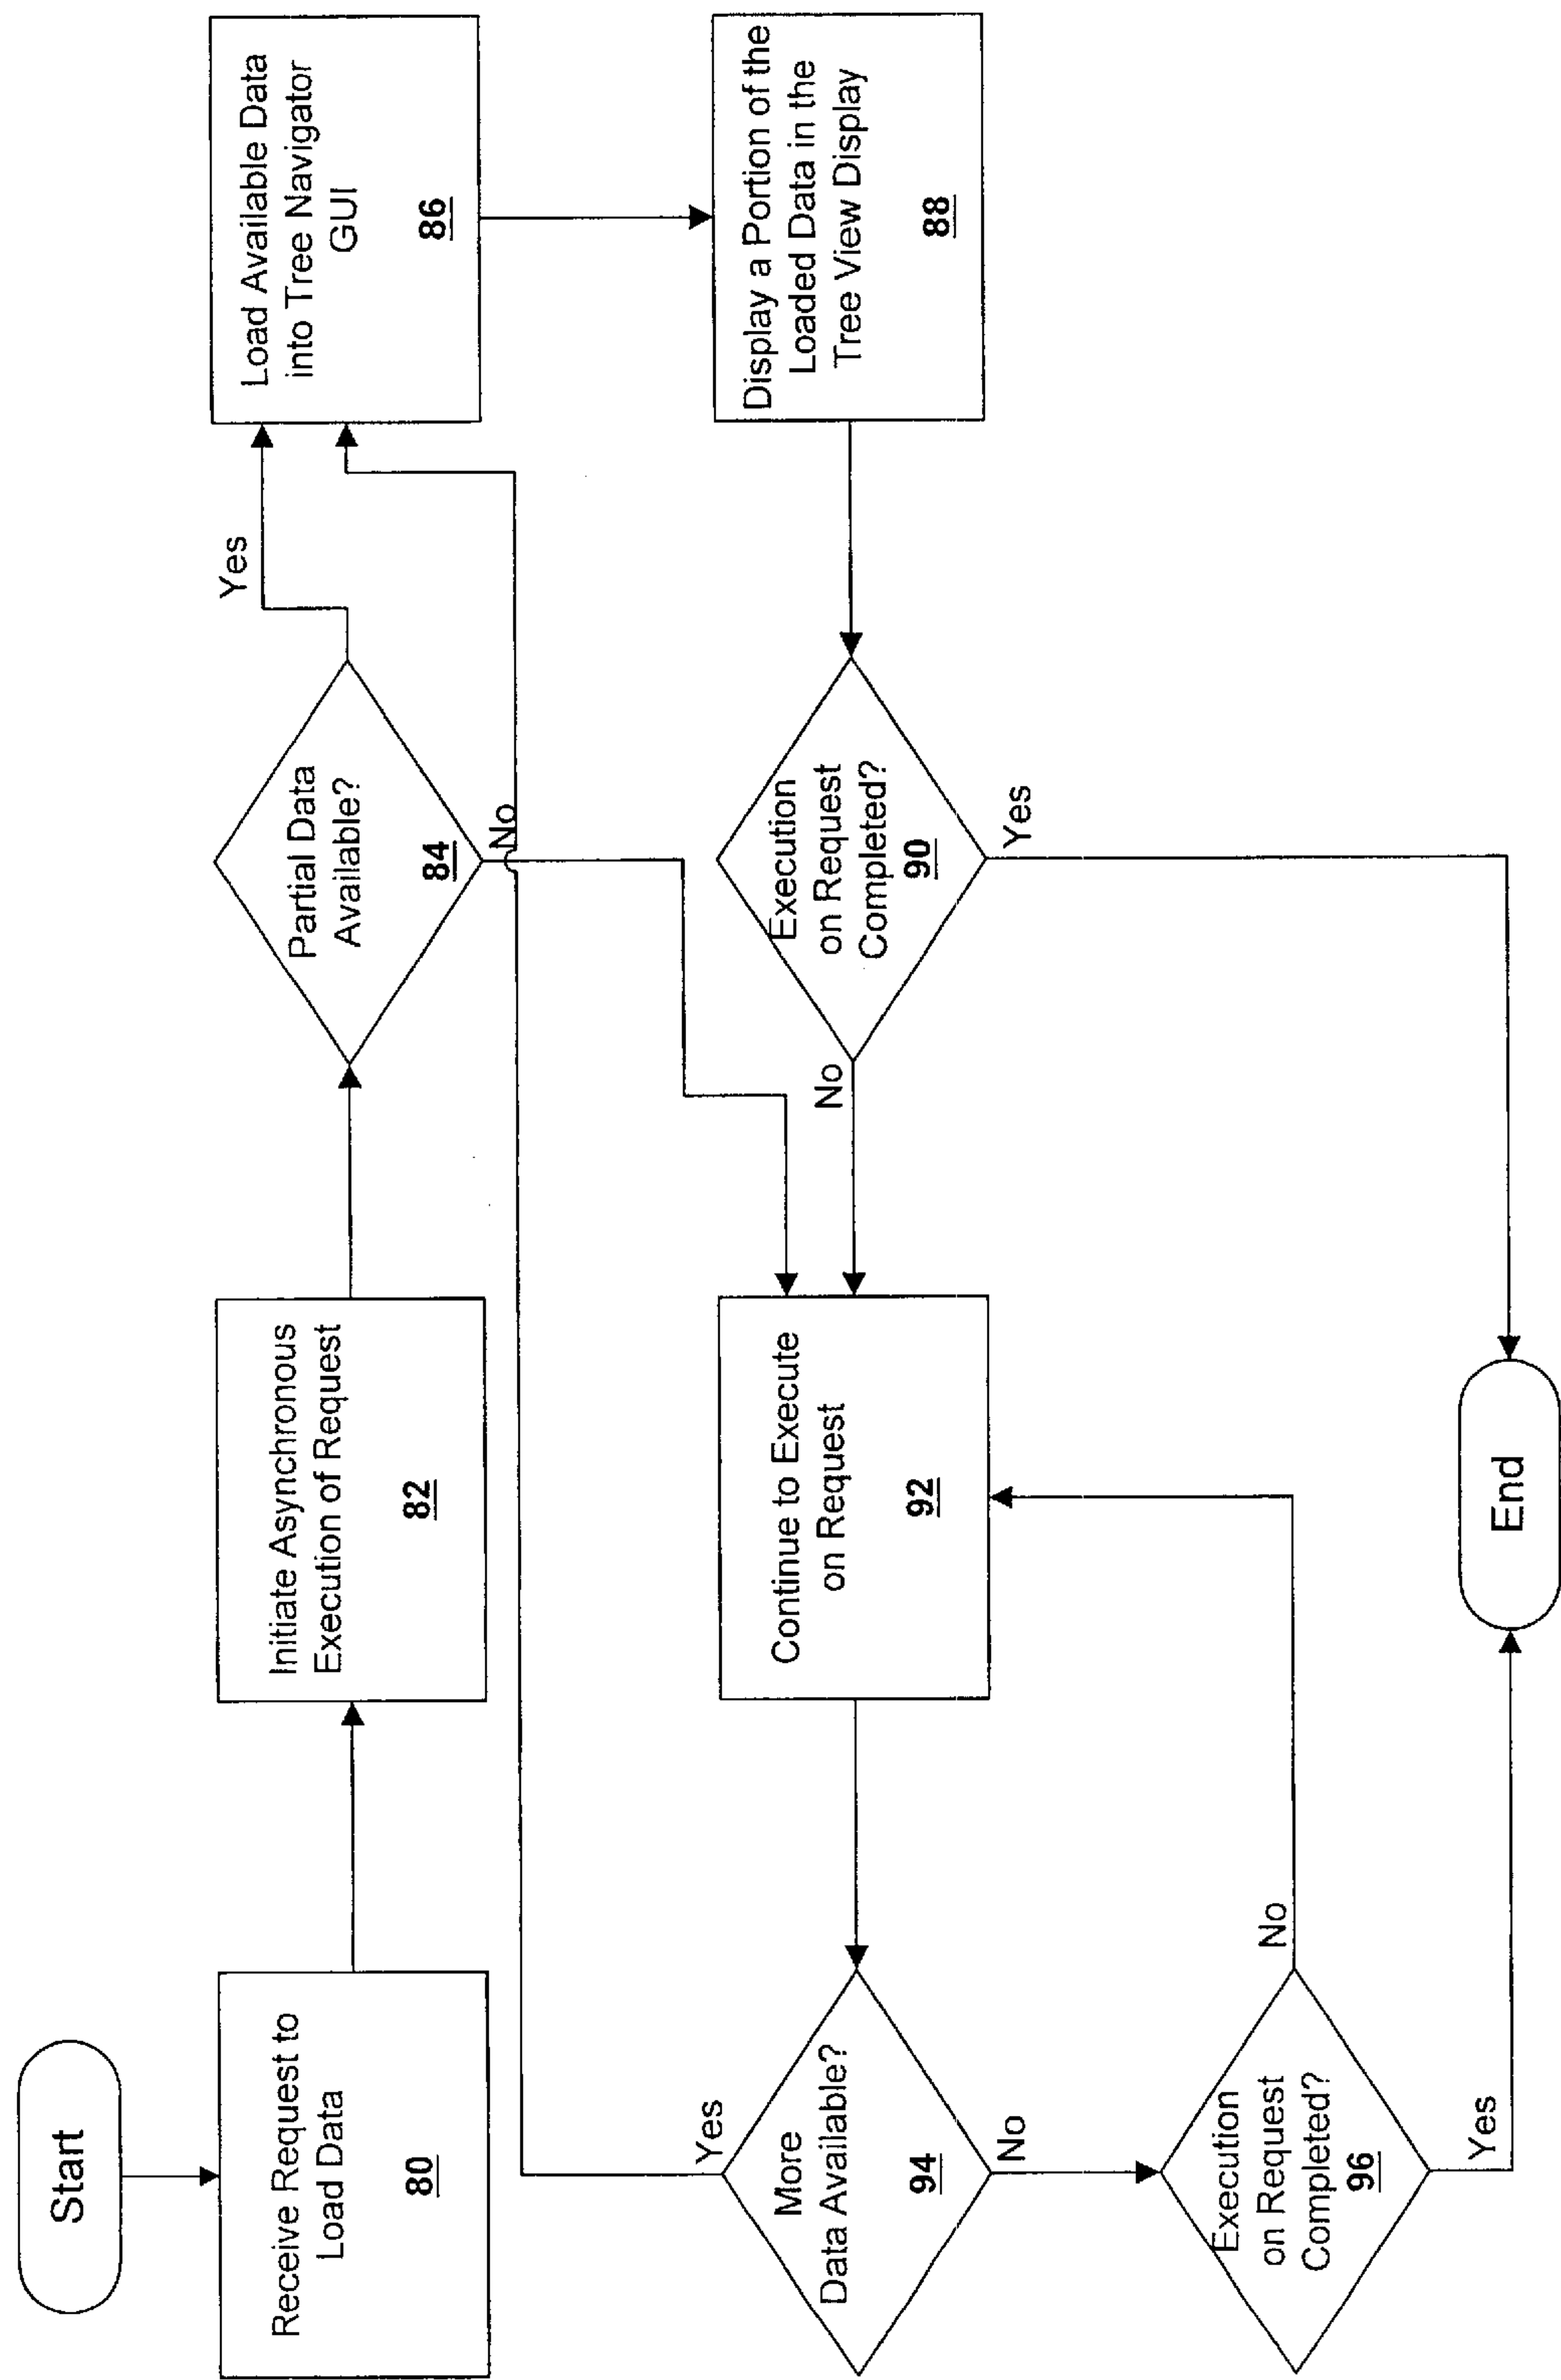 Start
Receive Request to
Load Data
80
Initiate Asynchronous
Execution of Request
82
Partial Data
Available?
84
Yes
No
Load Available Data
into Tree Navigator
GUI
86
Display a Portion of the
Loaded Data in the
Tree View Display
88
Execution
on Request
Completed?
90
No
Yes
Continue to Execute
on Request
92
More
Data Available?
94
Yes
No
Execution
on Request
Completed?
96
No
Yes
End